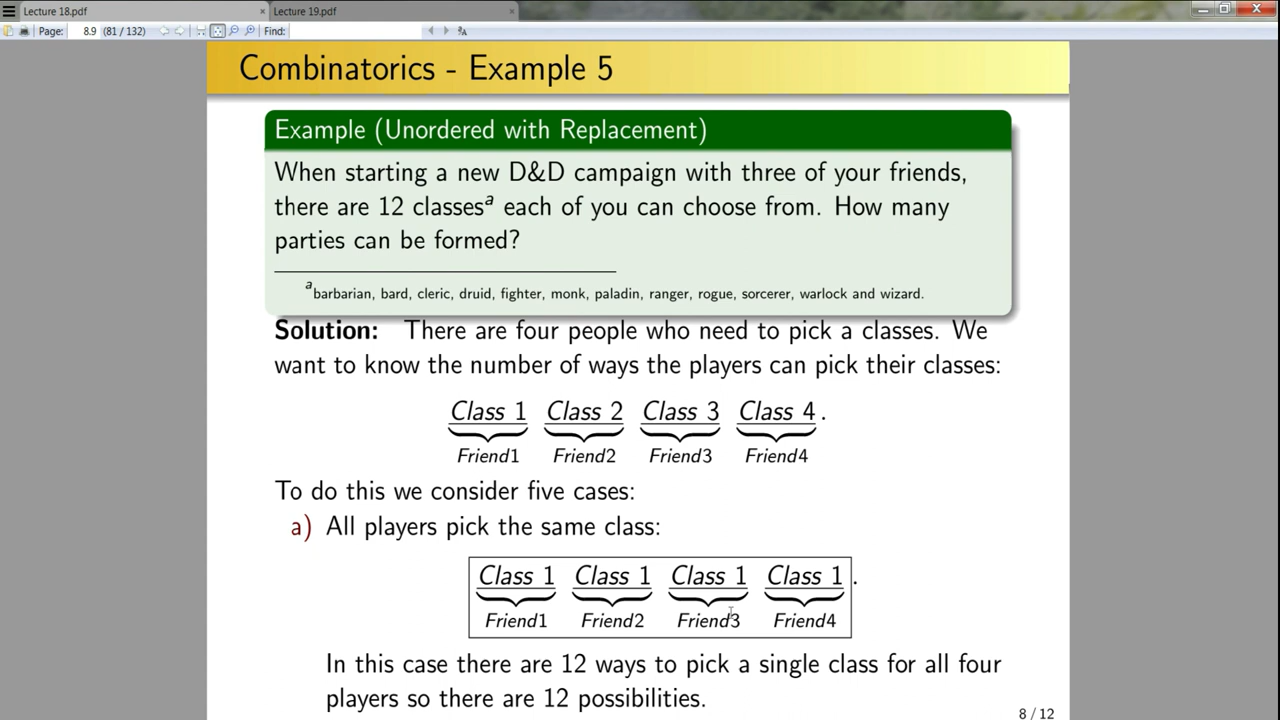 Lecture 18.pdf × Lecture 19.pdf ×
Page: 8.9 (81 / 132) Find:
Combinatorics - Example 5
Example (Unordered with Replacement)
When starting a new D&D campaign with three of your friends,
there are 12 classesᵃ each of you can choose from. How many
parties can be formed?
ᵃbarbarian, bard, cleric, druid, fighter, monk, paladin, ranger, rogue, sorcerer, warlock and wizard.
Solution: There are four people who need to pick a classes. We
want to know the number of ways the players can pick their classes:
Class 1 Class 2 Class 3 Class 4 .
Friend1 Friend2 Friend3 Friend4
To do this we consider five cases:
a) All players pick the same class:
Class 1 Class 1 Class 1 Class 1 .
Friend1 Friend2 Friend3 Friend4
In this case there are 12 ways to pick a single class for all four
players so there are 12 possibilities.
8 / 12